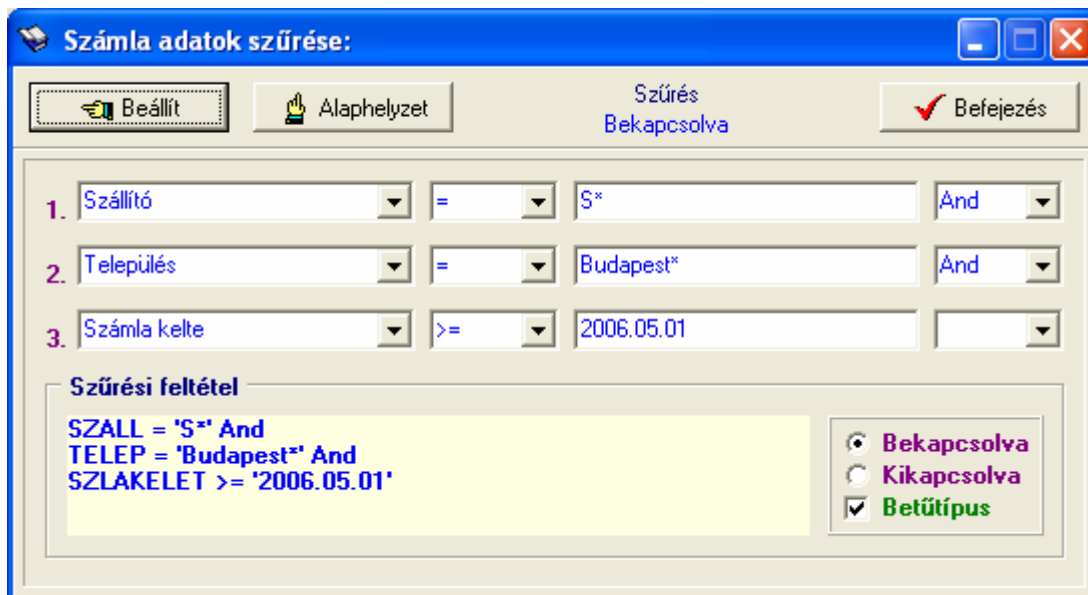 Számla adatok szűrése:
Beállít
Alaphelyzet
Szűrés
Bekapcsolva
Befejezés
1. Szállító = S* And
2. Település = Budapest* And
3. Számla kelte >= 2006.05.01
Szűrési feltétel
SZALL = 'S*' And
TELEP = 'Budapest*' And
SZLAKELET >= '2006.05.01'
Bekapcsolva
Kikapcsolva
Betűtípus